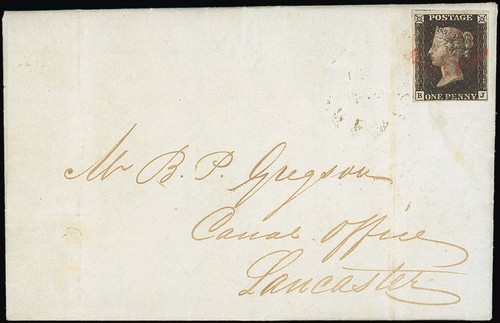 POSTAGE
B J
ONE PENNY
Mr B. P. Gregson
Canal Office
Lancaster